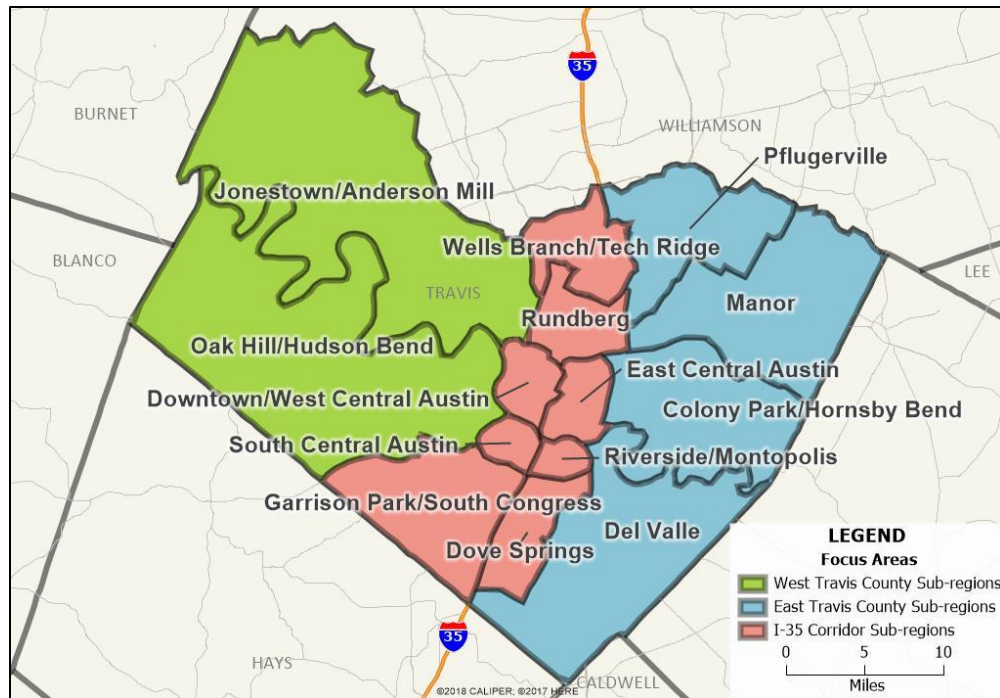 35
BURNET
WILLIAMSON
Pflugerville
Jonestown/Anderson Mill
Wells Branch/Tech Ridge
BLANCO
LEE
TRAVIS
Manor
Rundberg
Oak Hill/Hudson Bend
East Central Austin
Downtown/West Central Austin
Colony Park/Hornsby Bend
South Central Austin
Riverside/Montopolis
Garrison Park/South Congress
Del Valle
Dove Springs
LEGEND
Focus Areas
West Travis County Sub-regions
East Travis County Sub-regions
I-35 Corridor Sub-regions
35
0 5 10
Miles
HAYS
CALDWELL
©2018 CALIPER; ©2017 HERE